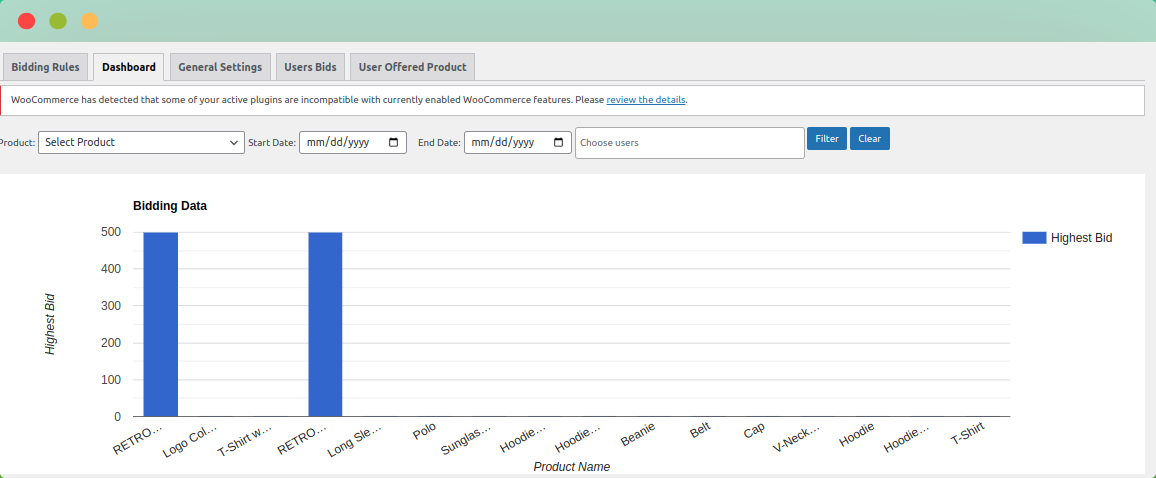 Bidding Rules Dashboard General Settings Users Bids User Offered Product
WooCommerce has detected that some of your active plugins are incompatible with currently enabled WooCommerce features. Please review the details.
Product: Select Product Start Date: mm/dd/yyyy End Date: mm/dd/yyyy Choose users Filter Clear
Bidding Data
500
400
300
200
100
0
Highest Bid
Highest Bid
RETRO… Logo Col… T-Shirt w… RETRO… Long Sle… Polo Sunglas… Hoodie… Hoodie… Beanie Belt Cap V-Neck… Hoodie Hoodie… T-Shirt
Product Name